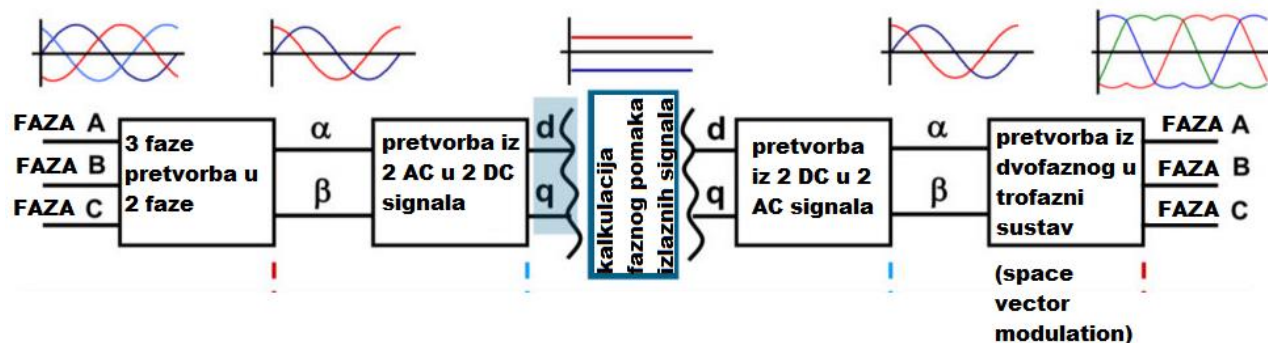 FAZA A
FAZA B
FAZA C
3 faze
pretvorba u
2 faze
α
β
pretvorba iz
2 AC u 2 DC
signala
d
q
kalkulacija
faznog pomaka
izlaznih signala
d
q
pretvorba
iz 2 DC u 2
AC signala
α
β
pretvorba iz
dvofaznog u
trofazni
sustav
(space
vector
modulation)
FAZA A
FAZA B
FAZA C